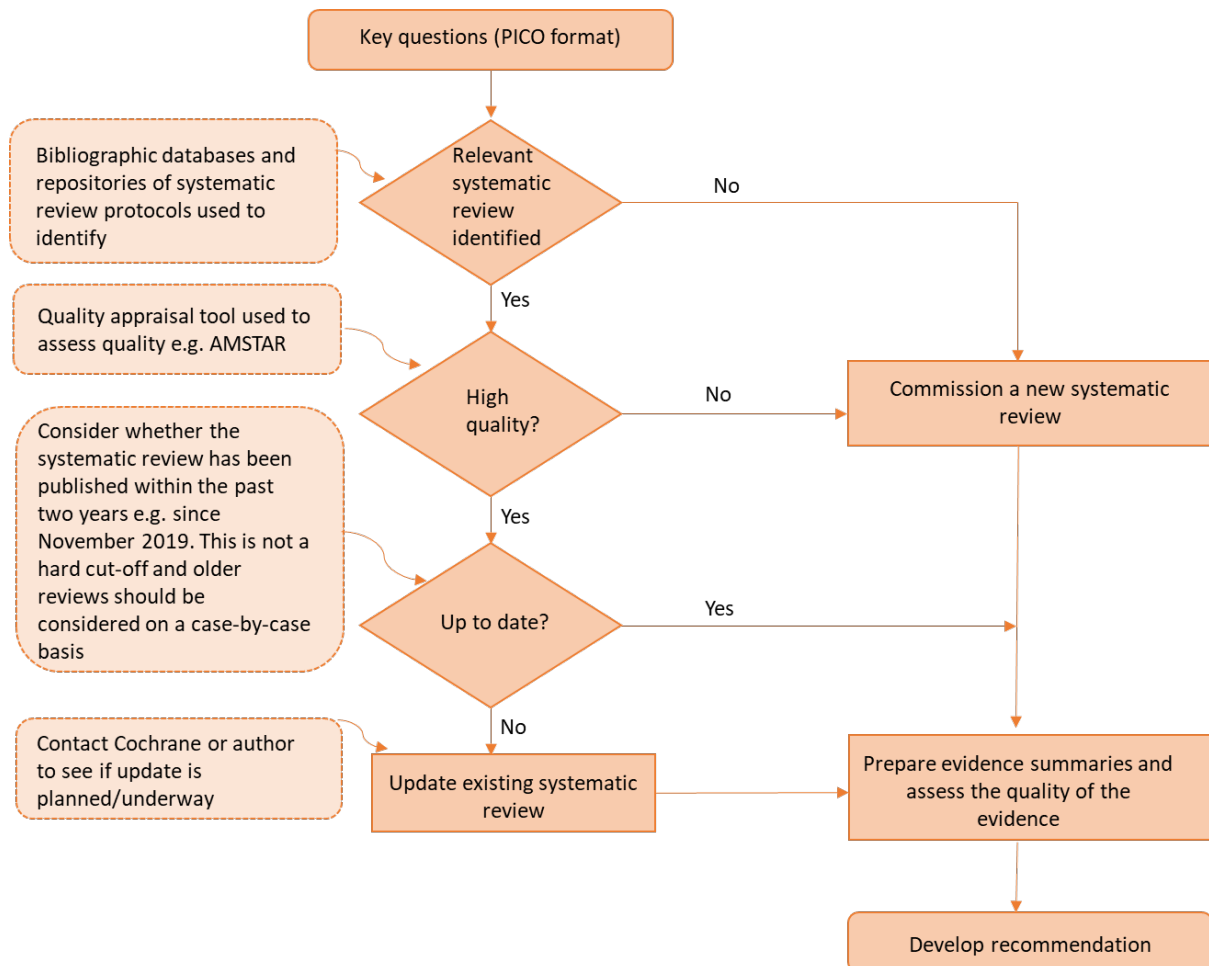 Key questions (PICO format)
Bibliographic databases and
repositories of systematic
review protocols used to
identify
Relevant
systematic
review
identified
No
Yes
Quality appraisal tool used to
assess quality e.g. AMSTAR
High
quality?
No
Commission a new systematic
review
Yes
Consider whether the
systematic review has been
published within the past
two years e.g. since
November 2019. This is not a
hard cut-off and older
reviews should be
considered on a case-by-case
basis
Up to date?
Yes
No
Contact Cochrane or author
to see if update is
planned/underway
Update existing systematic
review
Prepare evidence summaries and
assess the quality of the
evidence
Develop recommendation